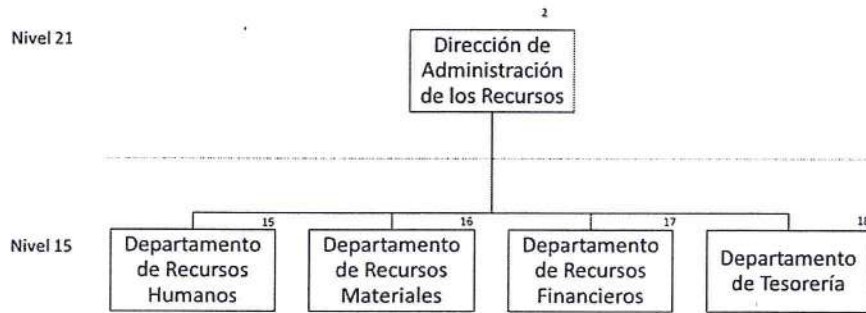 2
Nivel 21
Dirección de
Administración
de los Recursos
Nivel 15
15
Departamento
de Recursos
Humanos
16
Departamento
de Recursos
Materiales
17
Departamento
de Recursos
Financieros
18
Departamento
de Tesorería